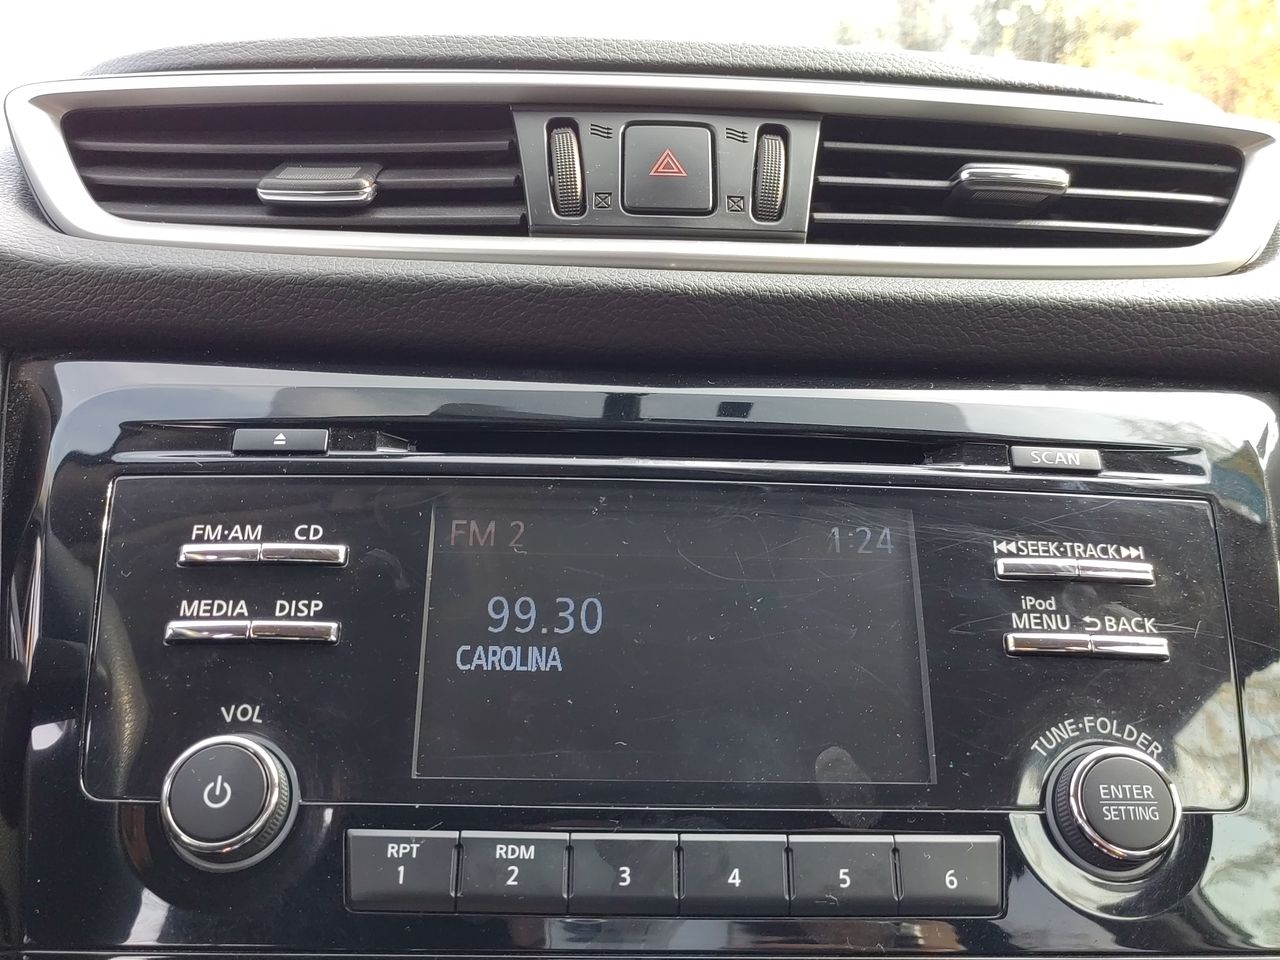 SCAN
FM·AM CD
FM 2 1:24
SEEK·TRACK
MEDIA DISP
99.30
CAROLINA
iPod
MENU BACK
VOL
TUNE·FOLDER
ENTER
SETTING
RPT RDM
1 2 3 4 5 6